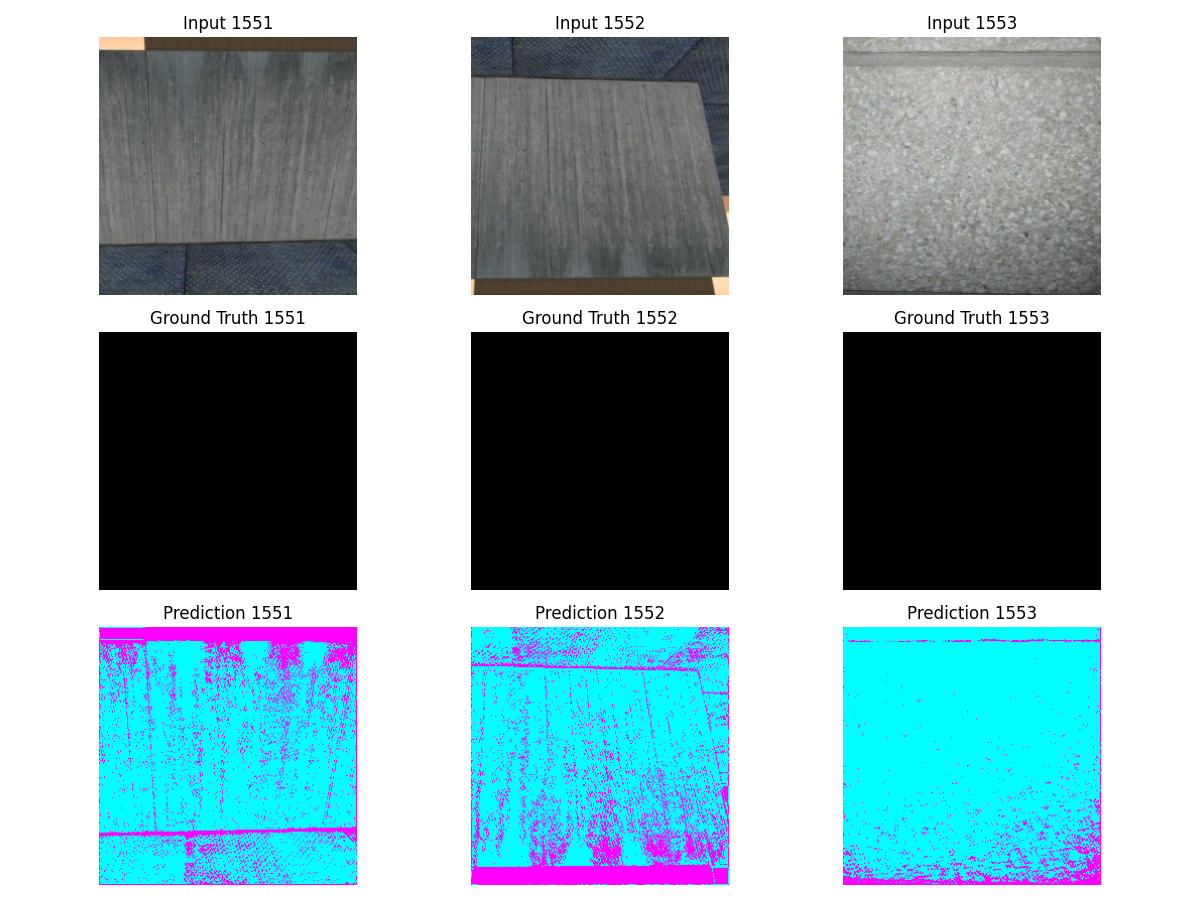 Input 1551
Input 1552
Input 1553
Ground Truth 1551
Ground Truth 1552
Ground Truth 1553
Prediction 1551
Prediction 1552
Prediction 1553